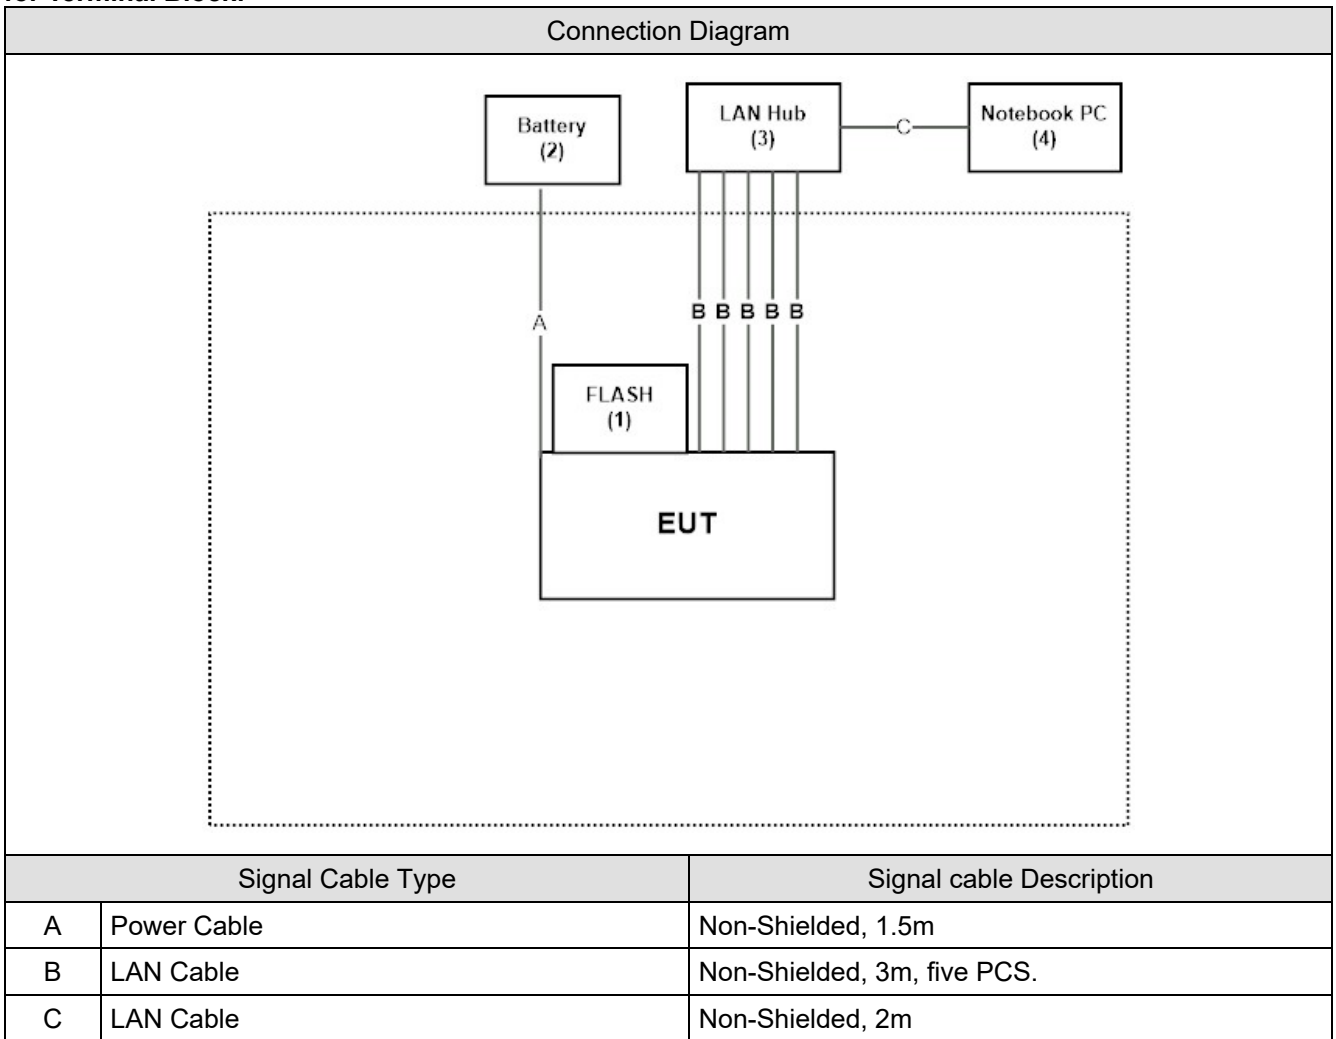 Connection Diagram
Battery
(2)
LAN Hub
(3)
C
Notebook PC
(4)
A
B B B B B
FLASH
(1)
EUT
Signal Cable Type Signal cable Description
A Power Cable Non-Shielded, 1.5m
B LAN Cable Non-Shielded, 3m, five PCS.
C LAN Cable Non-Shielded, 2m